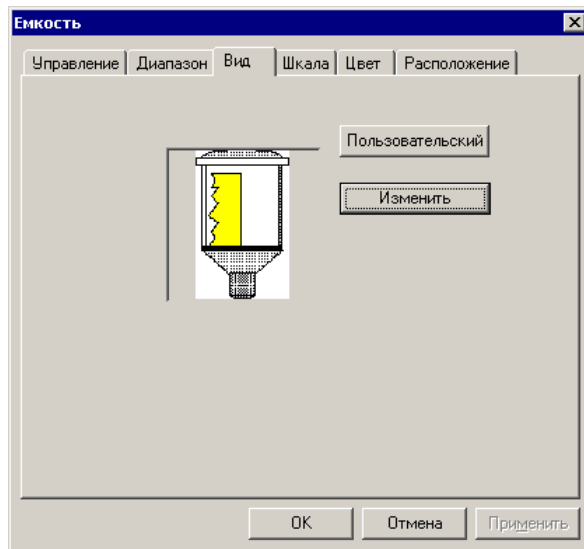 Емкость
Управление Диапазон Вид Шкала Цвет Расположение
Пользовательский
Изменить
OK Отмена Применить